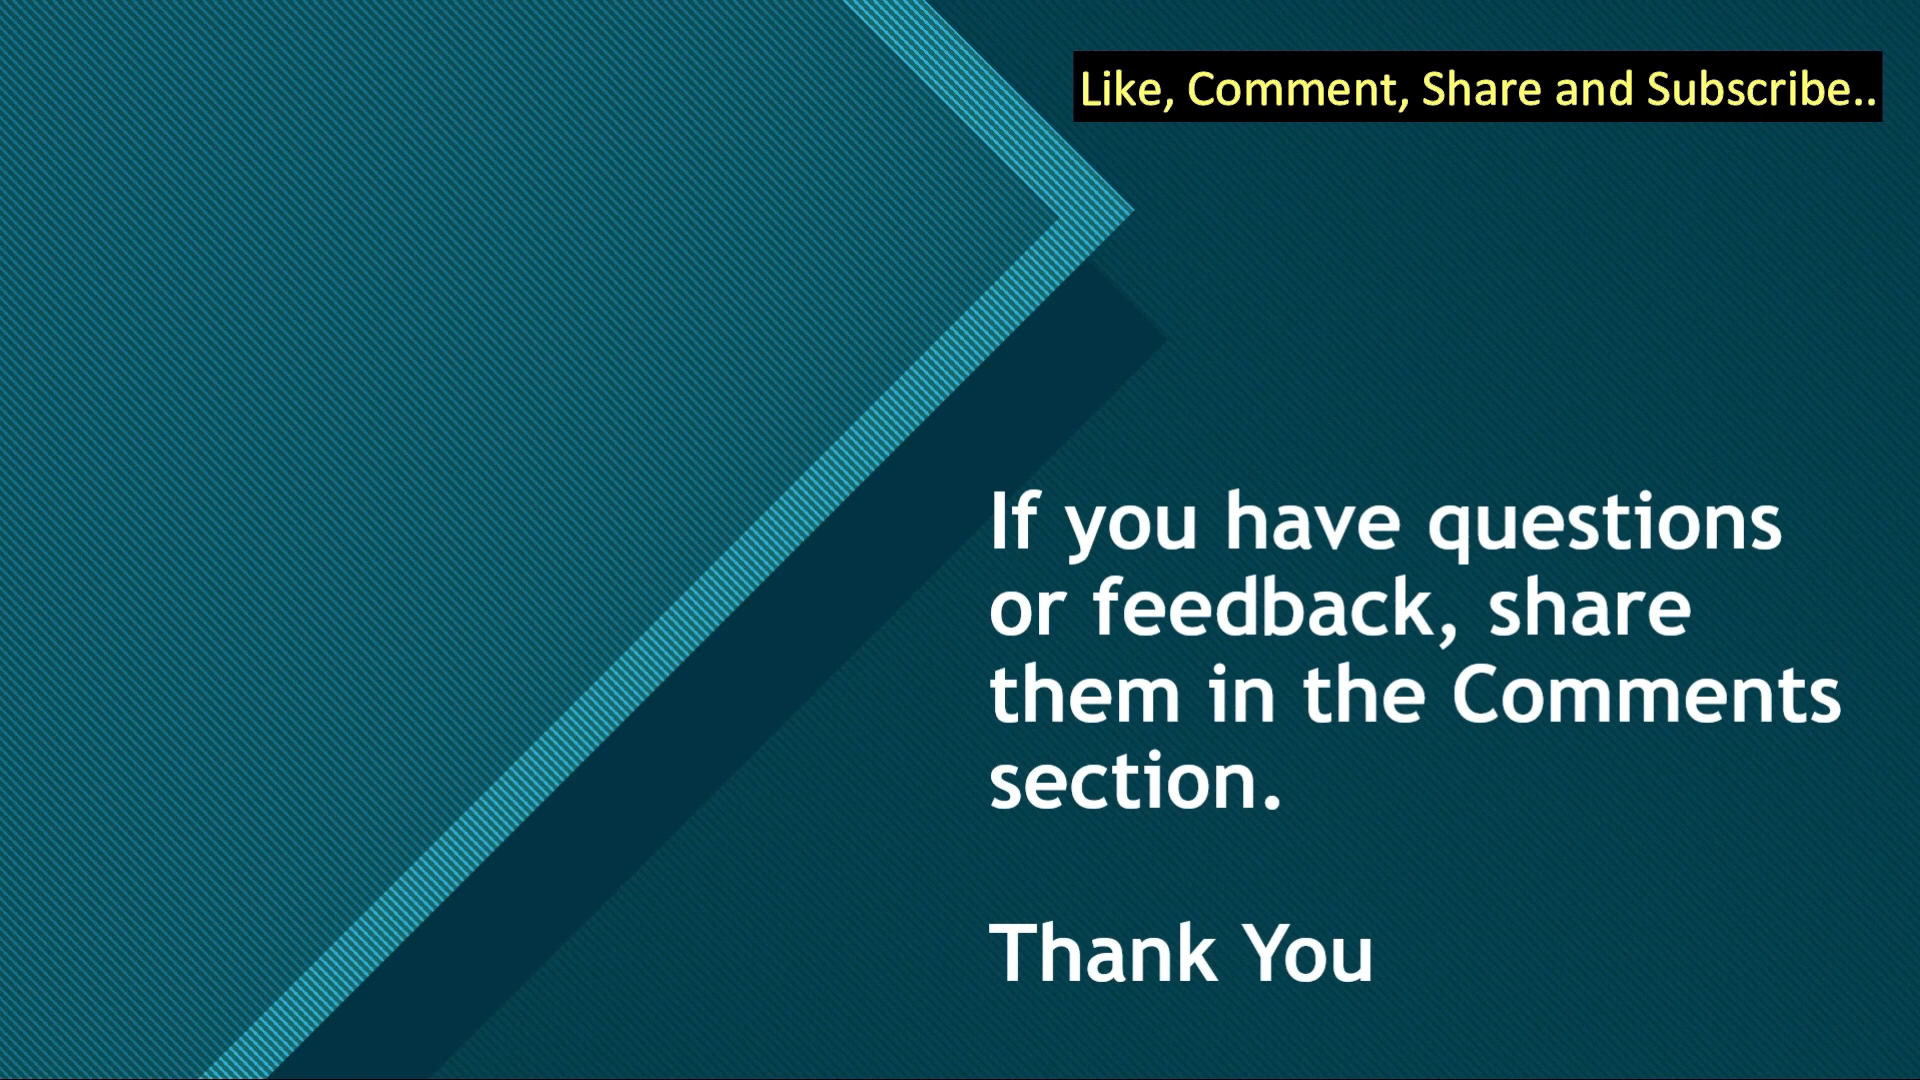 Like, Comment, Share and Subscribe..
If you have questions
or feedback, share
them in the Comments
section.
Thank You